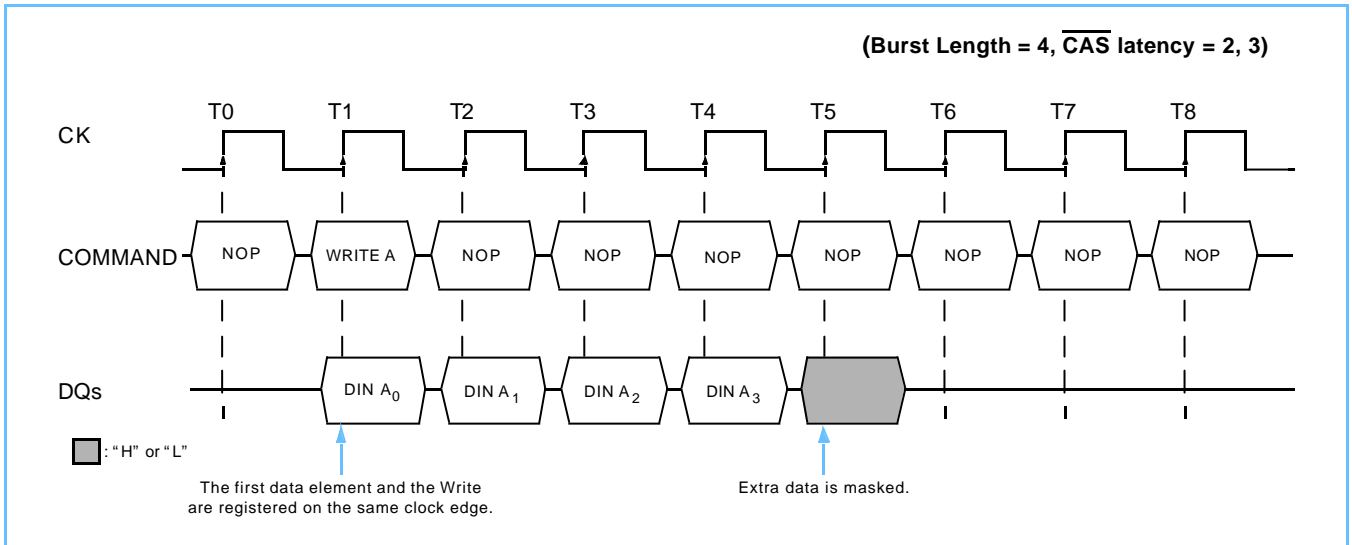 (Burst Length = 4, CAS latency = 2, 3)
T0 T1 T2 T3 T4 T5 T6 T7 T8
CK
COMMAND NOP WRITE A NOP NOP NOP NOP NOP NOP NOP
DQs DIN A0 DIN A1 DIN A2 DIN A3
: "H" or "L"
The first data element and the Write
are registered on the same clock edge.
Extra data is masked.